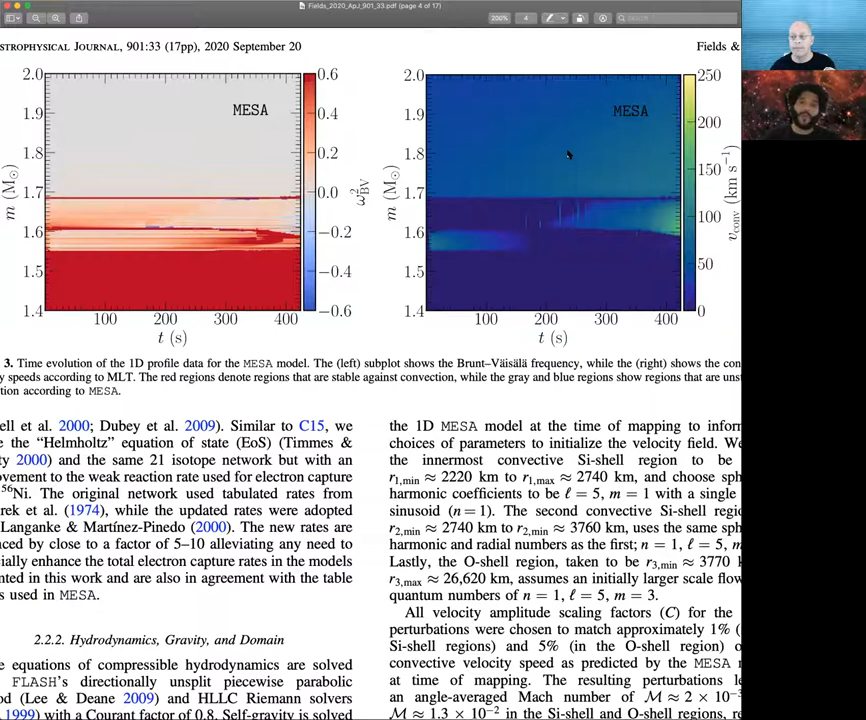 Fields_2020_ApJ_901_33.pdf (page 4 of 17)
200%
4
Search
STROPHYSICAL JOURNAL, 901:33 (17pp), 2020 September 20
Fields &
2.0
1.9
1.8
1.7
1.6
1.5
1.4
m (M☉)
MESA
100
200
300
400
t (s)
0.6
0.4
0.2
0.0
−0.2
−0.4
−0.6
ω²BV
2.0
1.9
1.8
1.7
1.6
1.5
1.4
m (M☉)
MESA
100
200
300
400
t (s)
250
200
150
100
50
0
vconv (km s−1)
3. Time evolution of the 1D profile data for the MESA model. The (left) subplot shows the Brunt–Väisälä frequency, while the (right) shows the con
y speeds according to MLT. The red regions denote regions that are stable against convection, while the gray and blue regions show regions that are uns
tion according to MESA.
ell et al. 2000; Dubey et al. 2009). Similar to C15, we
e the “Helmholtz” equation of state (EoS) (Timmes &
ty 2000) and the same 21 isotope network but with an
ovement to the weak reaction rate used for electron capture
56Ni. The original network used tabulated rates from
arek et al. (1974), while the updated rates were adopted
Langanke & Martínez-Pinedo (2000). The new rates are
nced by close to a factor of 5–10 alleviating any need to
cially enhance the total electron capture rates in the models
nted in this work and are also in agreement with the table
s used in MESA.
2.2.2. Hydrodynamics, Gravity, and Domain
e equations of compressible hydrodynamics are solved
FLASH’s directionally unsplit piecewise parabolic
od (Lee & Deane 2009) and HLLC Riemann solvers
1999) with a Courant factor of 0.8. Self-gravity is solved
the 1D MESA model at the time of mapping to infor
choices of parameters to initialize the velocity field. We
the innermost convective Si-shell region to be
r1,min ≈ 2220 km to r1,max ≈ 2740 km, and choose sph
harmonic coefficients to be ℓ = 5, m = 1 with a single
sinusoid (n = 1). The second convective Si-shell regio
r2,min ≈ 2740 km to r2,min ≈ 3760 km, uses the same sph
harmonic and radial numbers as the first; n = 1, ℓ = 5, m
Lastly, the O-shell region, taken to be r3,min ≈ 3770 k
r3,max ≈ 26,620 km, assumes an initially larger scale flow
quantum numbers of n = 1, ℓ = 5, m = 3.
All velocity amplitude scaling factors (C) for the
perturbations were chosen to match approximately 1% (
Si-shell regions) and 5% (in the O-shell region) o
convective velocity speed as predicted by the MESA m
at time of mapping. The resulting perturbations l
an angle-averaged Mach number of M ≈ 2 × 10−3
M ≈ 1.3 × 10−2 in the Si-shell and O-shell regions, re